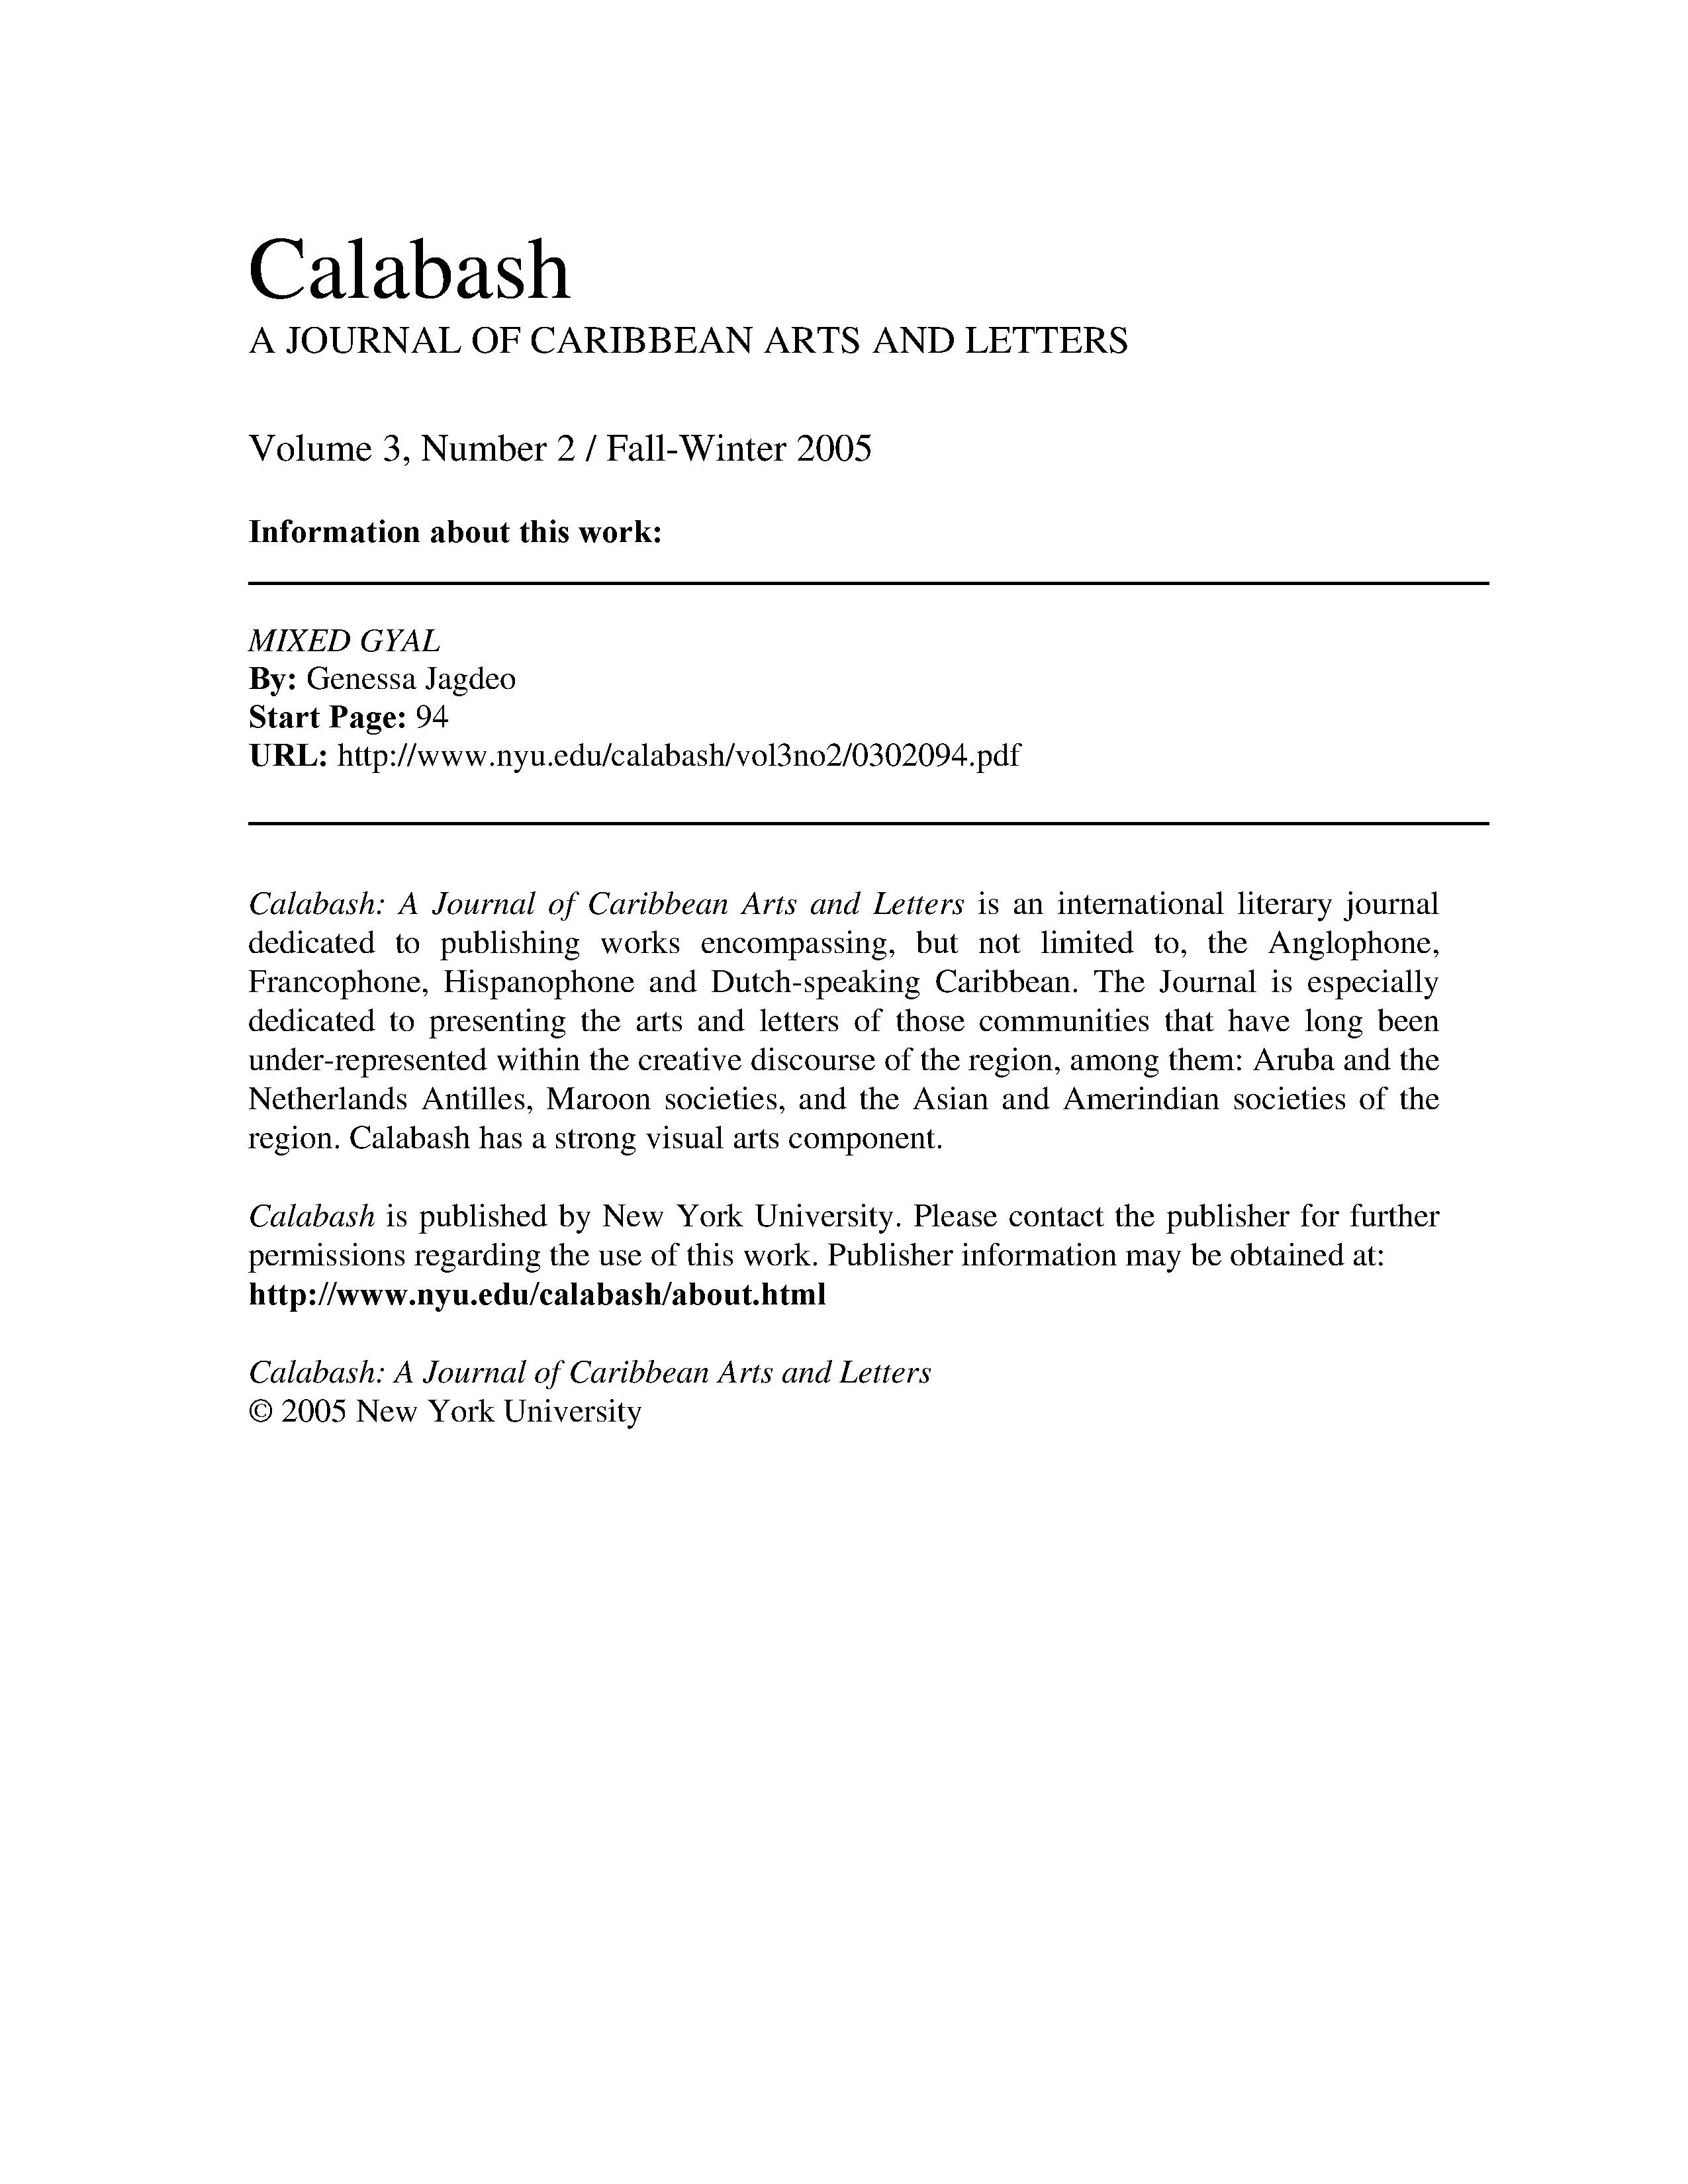 Calabash
A JOURNAL OF CARIBBEAN ARTS AND LETTERS
Volume 3, Number 2 / Fall-Winter 2005
Information about this work:
MIXED GYAL
By: Genessa Jagdeo
Start Page: 94
URL: http://www.nyu.edu/calabash/vol3no2/0302094.pdf
Calabash: A Journal of Caribbean Arts and Letters is an international literary journal
dedicated to publishing works encompassing, but not limited to, the Anglophone,
Francophone, Hispanophone and Dutch-speaking Caribbean. The Journal is especially
dedicated to presenting the arts and letters of those communities that have long been
under-represented within the creative discourse of the region, among them: Aruba and the
Netherlands Antilles, Maroon societies, and the Asian and Amerindian societies of the
region. Calabash has a strong visual arts component.
Calabash is published by New York University. Please contact the publisher for further
permissions regarding the use of this work. Publisher information may be obtained at:
http://www.nyu.edu/calabash/about.html
Calabash: A Journal of Caribbean Arts and Letters
© 2005 New York University